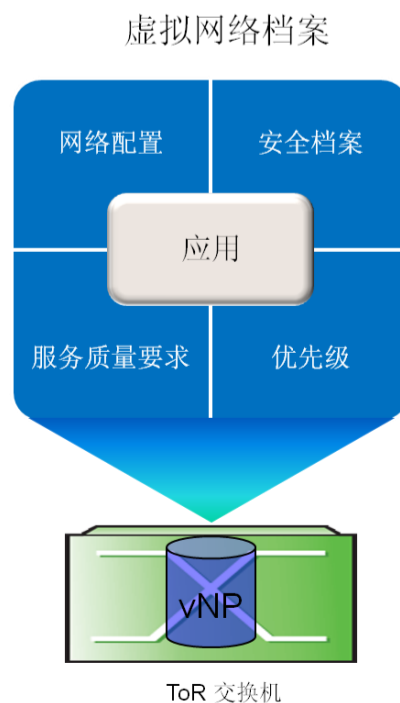 虚拟网络档案
网络配置
安全档案
应用
服务质量要求
优先级
vNP
ToR 交换机